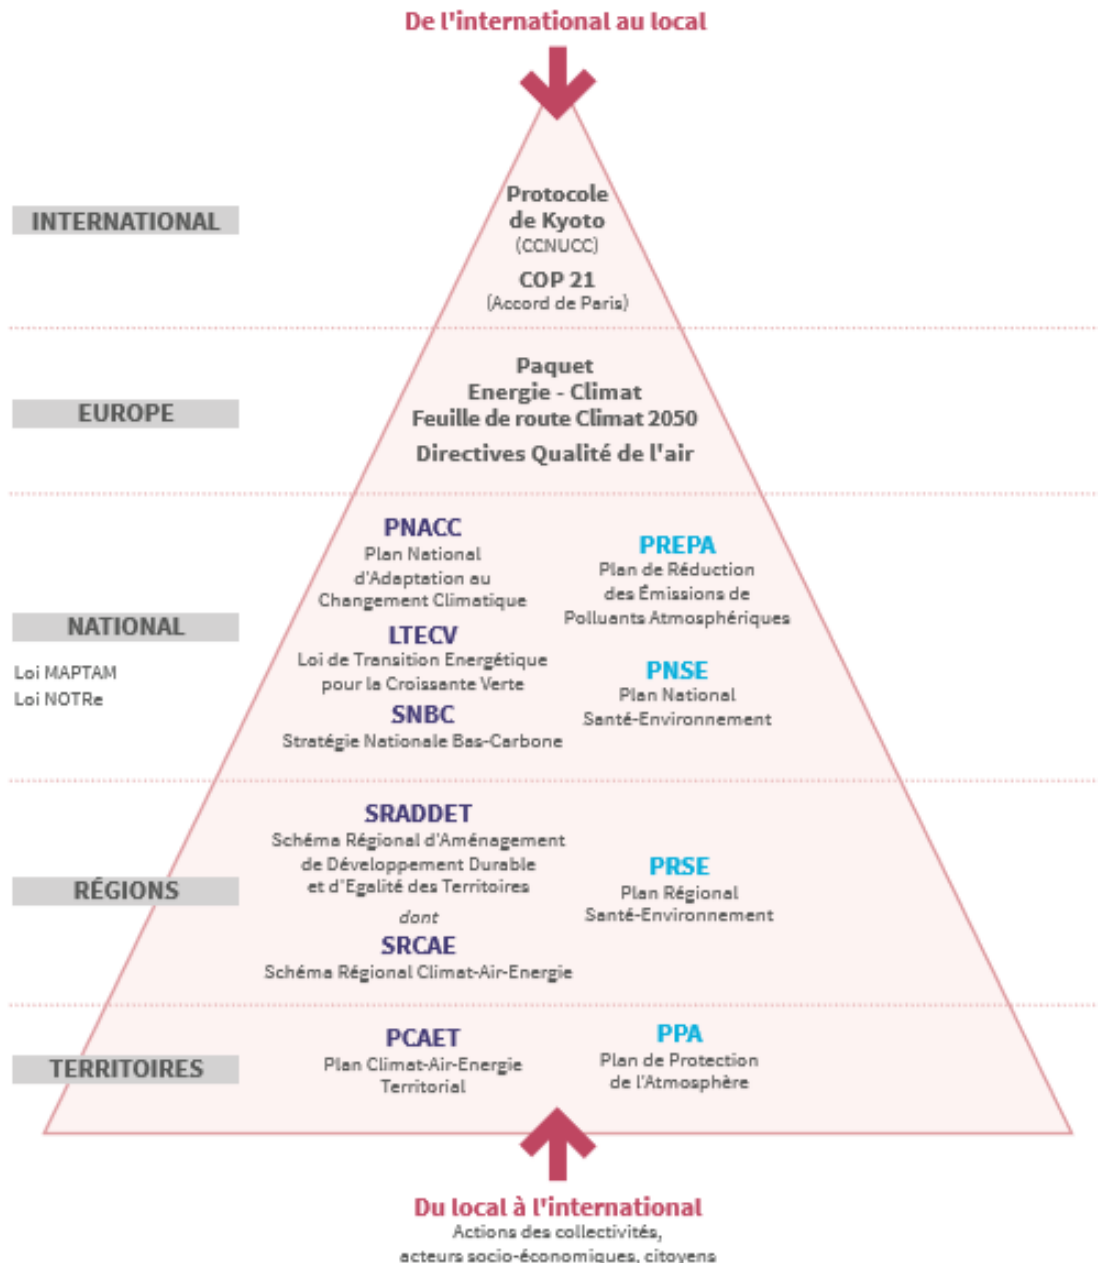 De l'international au local
INTERNATIONAL
Protocole
de Kyoto
(CCNUCC)
COP 21
(Accord de Paris)
EUROPE
Paquet
Energie - Climat
Feuille de route Climat 2050
Directives Qualité de l'air
NATIONAL
Loi MAPTAM
Loi NOTRe
PNACC
Plan National
d'Adaptation au
Changement Climatique
LTECV
Loi de Transition Energétique
pour la Croissante Verte
SNBC
Stratégie Nationale Bas-Carbone
PREPA
Plan de Réduction
des Émissions de
Polluants Atmosphériques
PNSE
Plan National
Santé-Environnement
RÉGIONS
SRADDET
Schéma Régional d'Aménagement
de Développement Durable
et d'Egalité des Territoires
dont
SRCAE
Schéma Régional Climat-Air-Energie
PRSE
Plan Régional
Santé-Environnement
TERRITOIRES
PCAET
Plan Climat-Air-Energie
Territorial
PPA
Plan de Protection
de l'Atmosphère
Du local à l'international
Actions des collectivités,
acteurs socio-économiques, citoyens